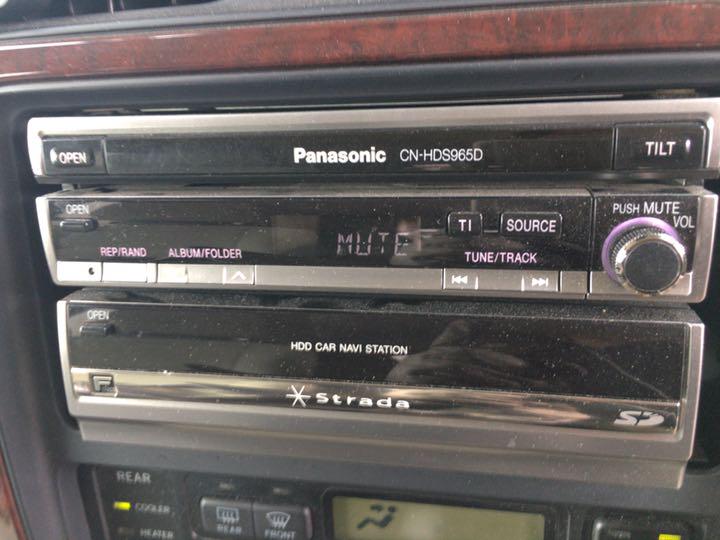 OPEN Panasonic CN-HDS965D TILT
OPEN MUTE TI SOURCE PUSH MUTE
VOL
REP/RAND ALBUM/FOLDER TUNE/TRACK
OPEN
HDD CAR NAVI STATION
F Strada SD
REAR
COOLER
HEATER
REAR FRONT